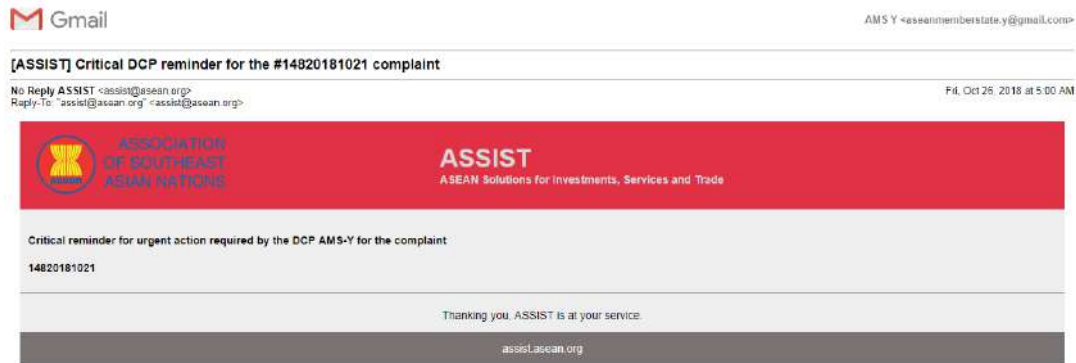 Gmail
AMS Y <aseanmemberstate.y@gmail.com>
[ASSIST] Critical DCP reminder for the #14820181021 complaint
No Reply ASSIST <assist@asean.org>
Fri, Oct 26, 2018 at 5:00 AM
Reply-To: "assist@asean.org" <assist@asean.org>
ASSOCIATION
OF SOUTHEAST
ASIAN NATIONS
asean
ASSIST
ASEAN Solutions for Investments, Services and Trade
Critical reminder for urgent action required by the DCP AMS-Y for the complaint
14820181021
Thanking you, ASSIST is at your service.
assist.asean.org